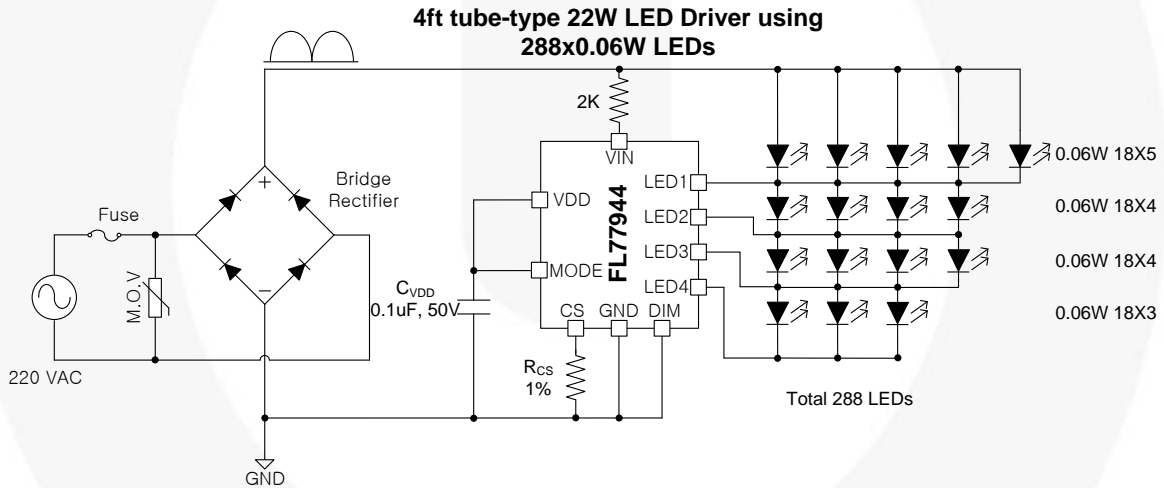 4ft tube-type 22W LED Driver using
288x0.06W LEDs
2K
VIN
Bridge
Rectifier
+
−
Fuse
M.O.V
220 VAC
VDD
MODE
FL77944
LED1
LED2
LED3
LED4
CS GND DIM
CVDD
0.1uF, 50V
RCS
1%
GND
0.06W 18X5
0.06W 18X4
0.06W 18X4
0.06W 18X3
Total 288 LEDs